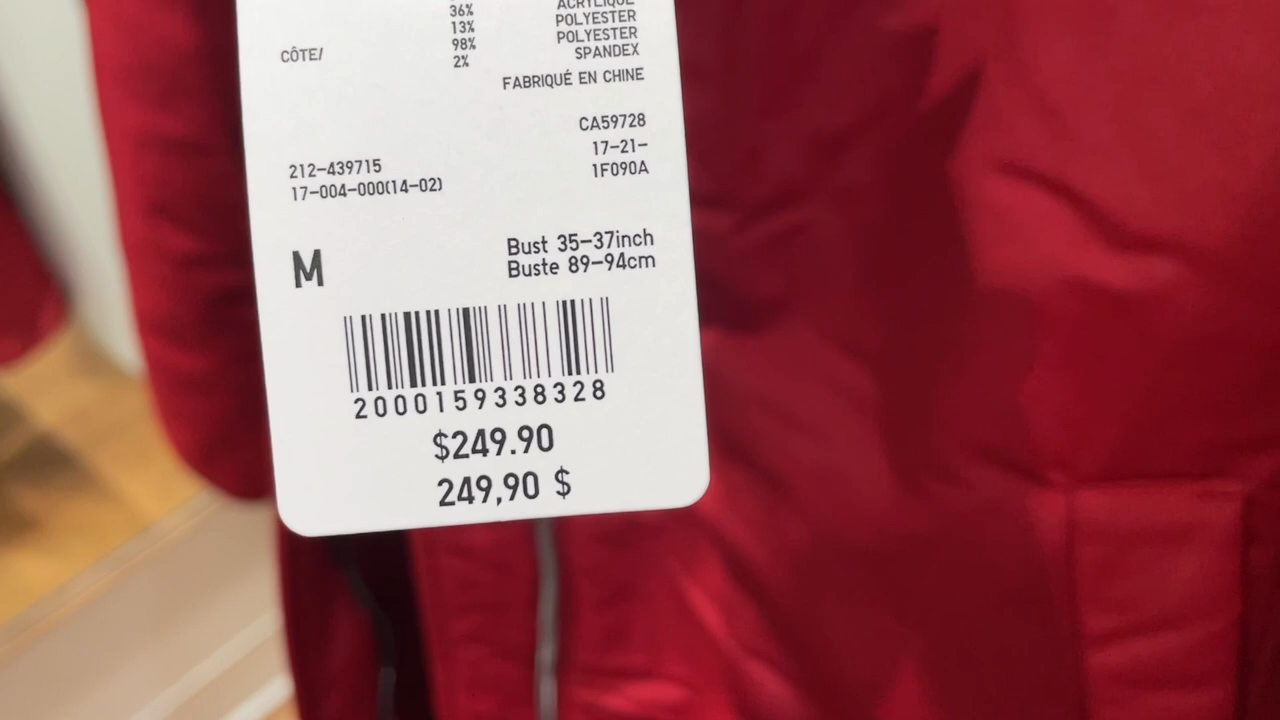 36% ACRYLIQUE
13% POLYESTER
98% POLYESTER
CÔTE/ 2% SPANDEX
FABRIQUÉ EN CHINE
CA59728
17-21-
212-439715 1F090A
17-004-000(14-02)
M Bust 35-37inch
Buste 89-94cm
2000159338328
$249.90
249,90 $